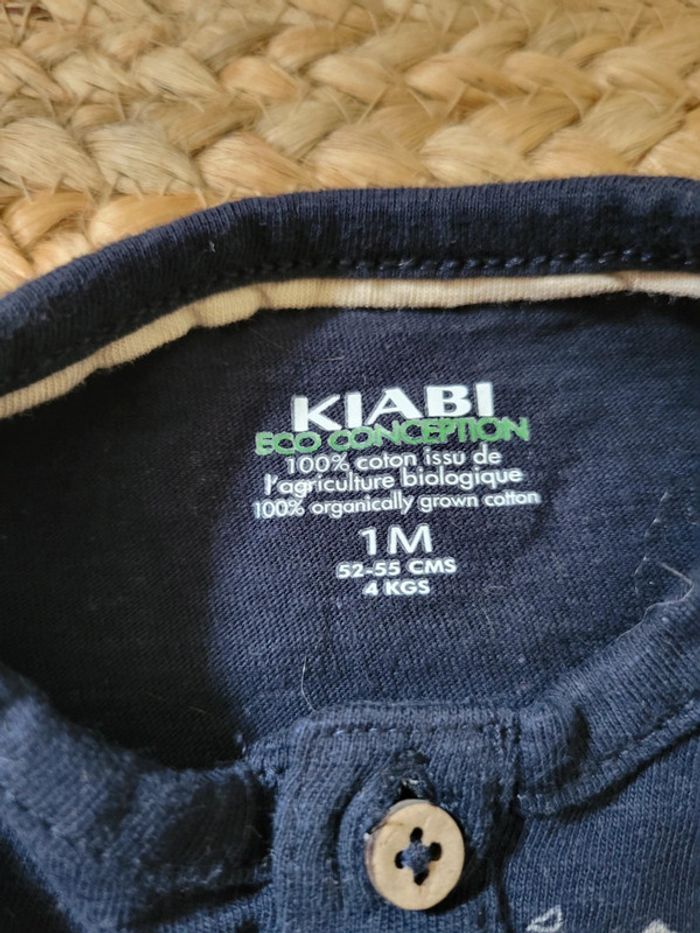 KIABI
ECO CONCEPTION
100% coton issu de
l'agriculture biologique
100% organically grown cotton
1M
52-55 CMS
4 KGS